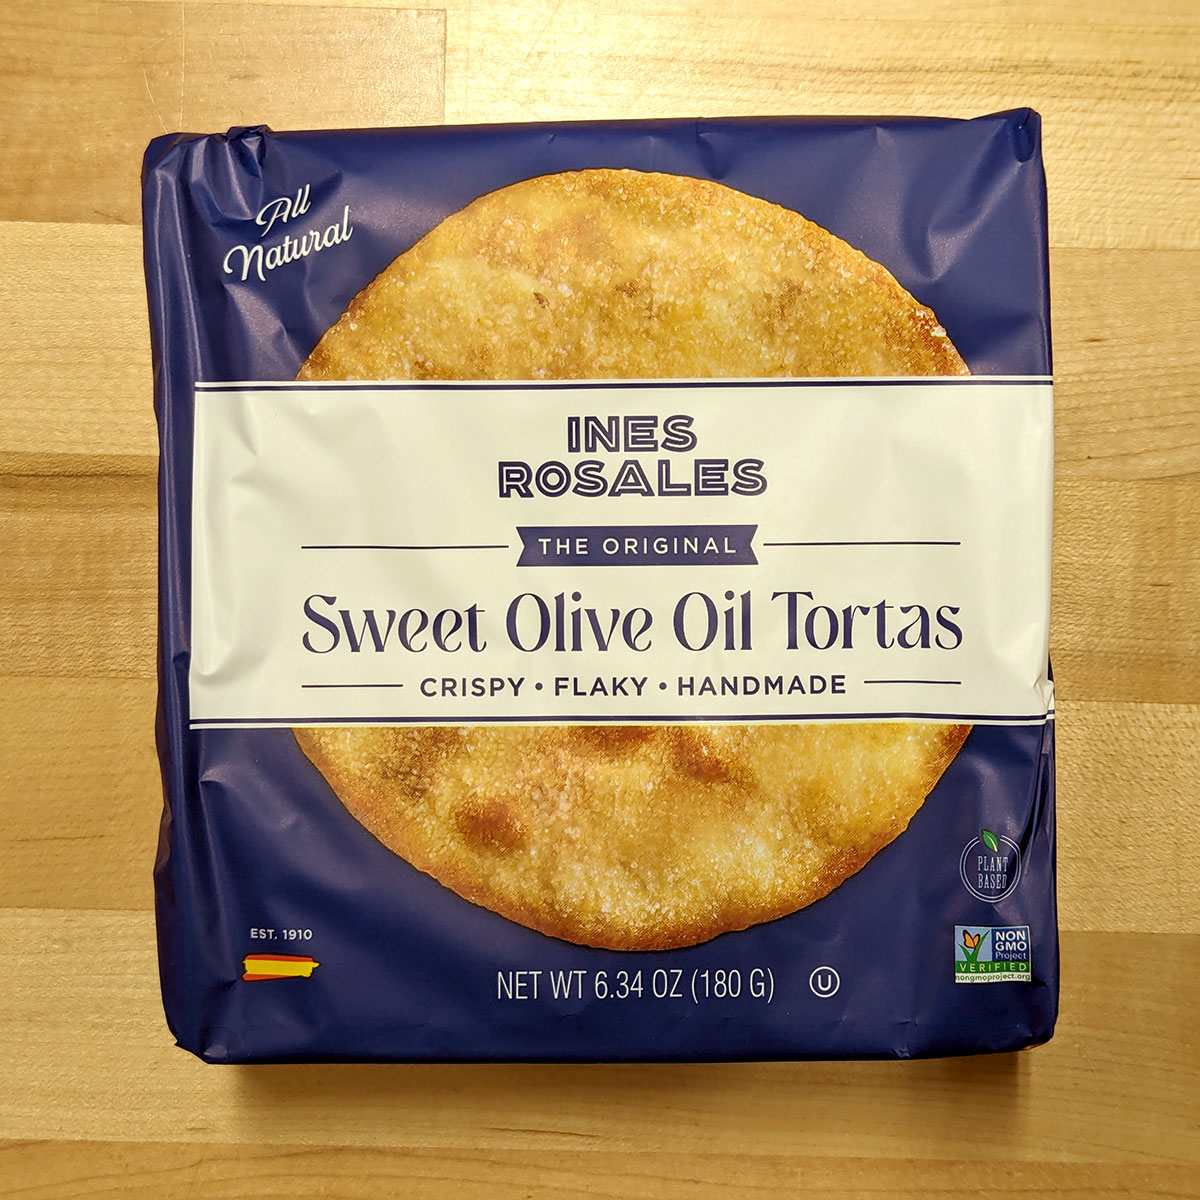 All
Natural
INES
ROSALES
THE ORIGINAL
Sweet Olive Oil Tortas
CRISPY • FLAKY • HANDMADE
PLANT
BASED
EST. 1910
NON
GMO
Project
VERIFIED
nongmoproject.org
NET WT 6.34 OZ (180 G)
U